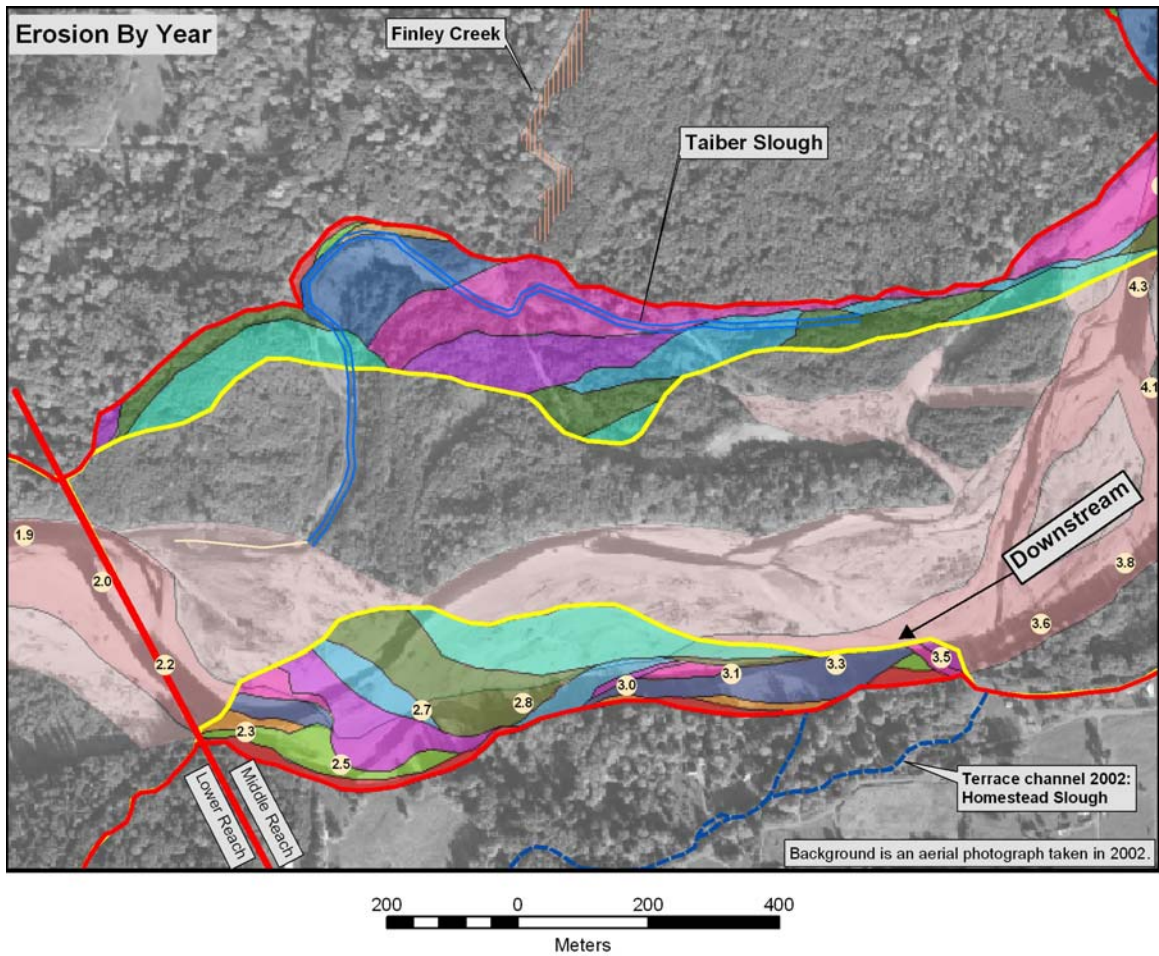 Erosion By Year
Finley Creek
Taiber Slough
4.3
4.1
Downstream
1.9
2.0
3.8
3.6
2.2
3.5
3.3
3.1
3.0
2.8
2.7
2.3
2.5
Lower Reach
Middle Reach
Terrace channel 2002:
Homestead Slough
Background is an aerial photograph taken in 2002.
200 0 200 400
Meters